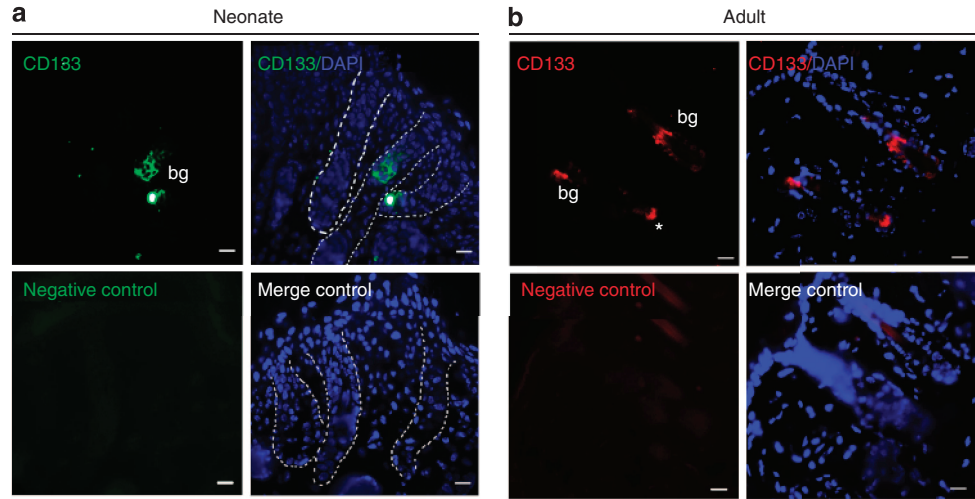 a
Neonate
b
Adult
CD183
CD133/DAPI
CD133
CD133/DAPI
bg
bg
bg
*
Negative control
Merge control
Negative control
Merge control